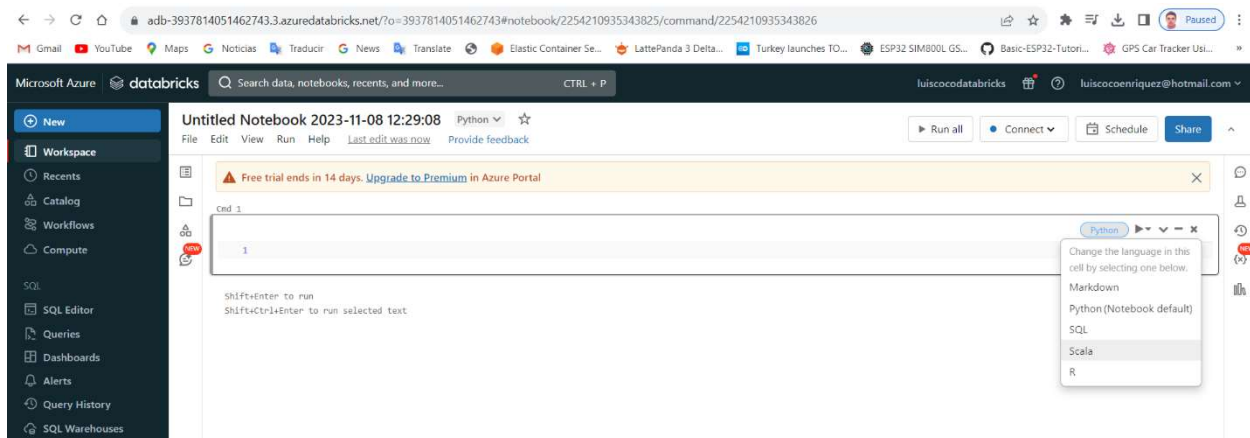 adb-3937814051462743.3.azuredatabricks.net/?o=3937814051462743#notebook/2254210935343825/command/2254210935343826
Paused
Gmail YouTube Maps Noticias Traducir News Translate Elastic Container Se... LattePanda 3 Delta... Turkey launches TO... ESP32 SIM800L GS... Basic-ESP32-Tutori... GPS Car Tracker Usi... »
Microsoft Azure databricks Search data, notebooks, recents, and more... CTRL + P luiscocodatabricks luiscocoenriquez@hotmail.com
New
Workspace
Recents
Catalog
Workflows
Compute
SQL
SQL Editor
Queries
Dashboards
Alerts
Query History
SQL Warehouses
Untitled Notebook 2023-11-08 12:29:08 Python
File Edit View Run Help Last edit was now Provide feedback
Run all Connect Schedule Share
Free trial ends in 14 days. Upgrade to Premium in Azure Portal
Cmd 1
Python
NEW
1
Shift+Enter to run
Shift+Ctrl+Enter to run selected text
Change the language in this
cell by selecting one below.
Markdown
Python (Notebook default)
SQL
Scala
R